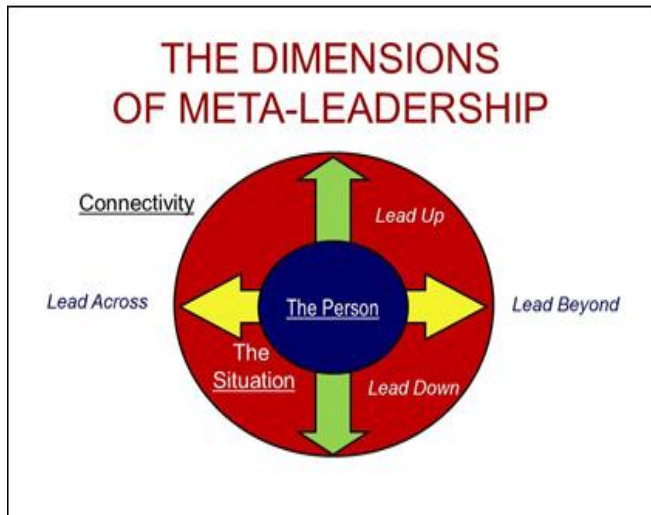 THE DIMENSIONS
OF META-LEADERSHIP
Connectivity
Lead Up
Lead Across
The Person
Lead Beyond
The
Situation
Lead Down